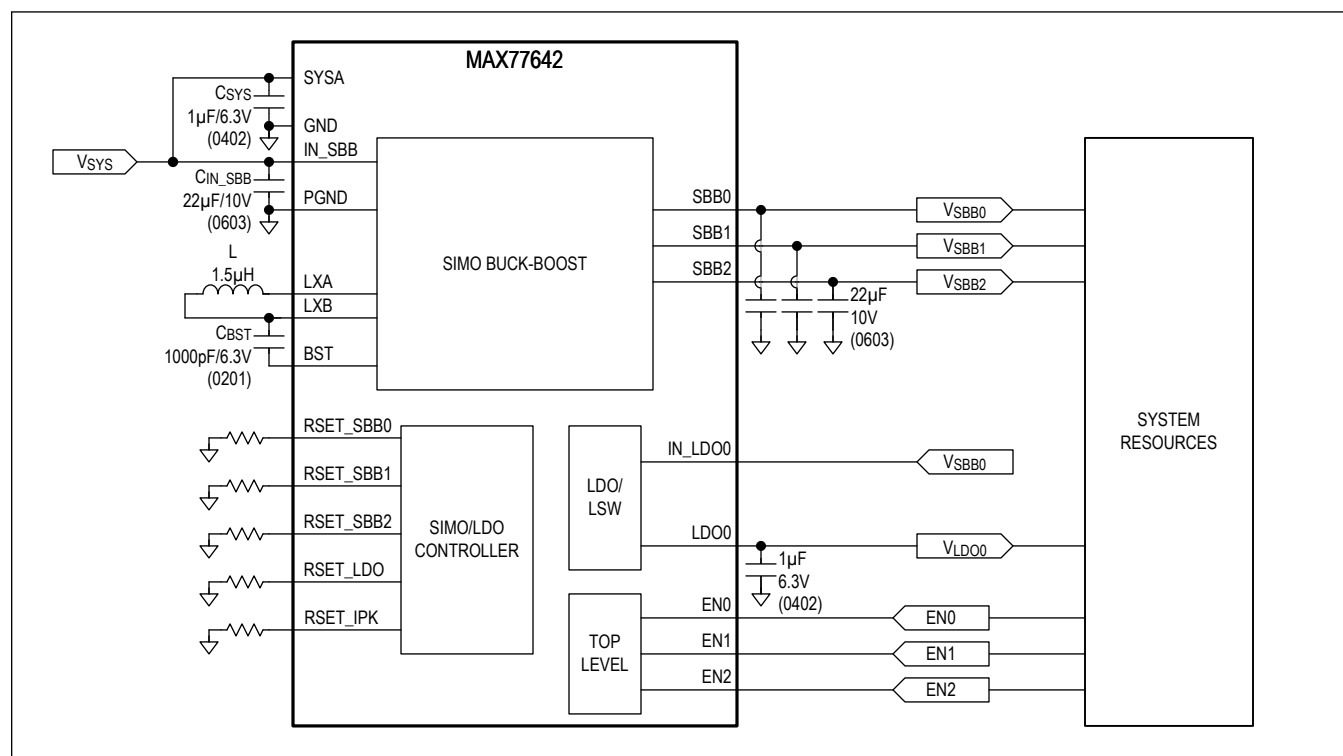 MAX77642
SYSA
CSYS
1µF/6.3V
(0402)
GND
VSYS
IN_SBB
CIN_SBB
22µF/10V
(0603)
PGND
L
1.5µH
LXA
LXB
CBST
1000pF/6.3V
(0201)
BST
SIMO BUCK-BOOST
SBB0
SBB1
SBB2
22µF
10V
(0603)
VSBB0
VSBB1
VSBB2
RSET_SBB0
RSET_SBB1
RSET_SBB2
RSET_LDO
RSET_IPK
SIMO/LDO
CONTROLLER
LDO/
LSW
IN_LDO0
LDO0
VSBB0
VLDO0
1µF
6.3V
(0402)
TOP
LEVEL
EN0
EN1
EN2
EN0
EN1
EN2
SYSTEM
RESOURCES